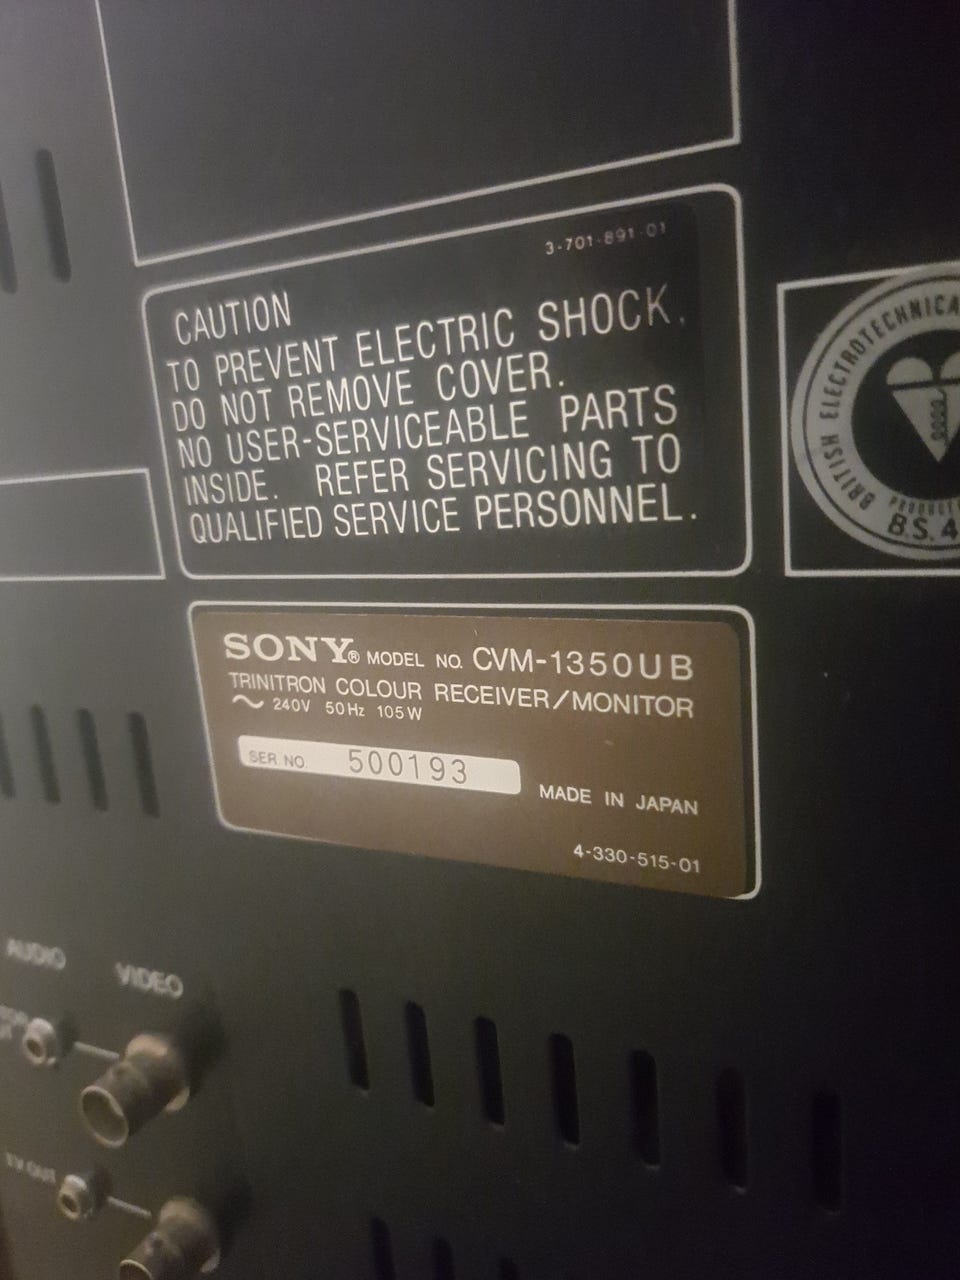 3-701-891-01
CAUTION
TO PREVENT ELECTRIC SHOCK,
DO NOT REMOVE COVER.
NO USER-SERVICEABLE PARTS
INSIDE. REFER SERVICING TO
QUALIFIED SERVICE PERSONNEL.
BRITISH ELECTROTECHNICA
B.S. 4
SONY® MODEL NO. CVM-1350UB
TRINITRON COLOUR RECEIVER/MONITOR
~ 240V 50Hz 105W
SER. NO. 500193
MADE IN JAPAN
4-330-515-01
AUDIO VIDEO
TV OUT